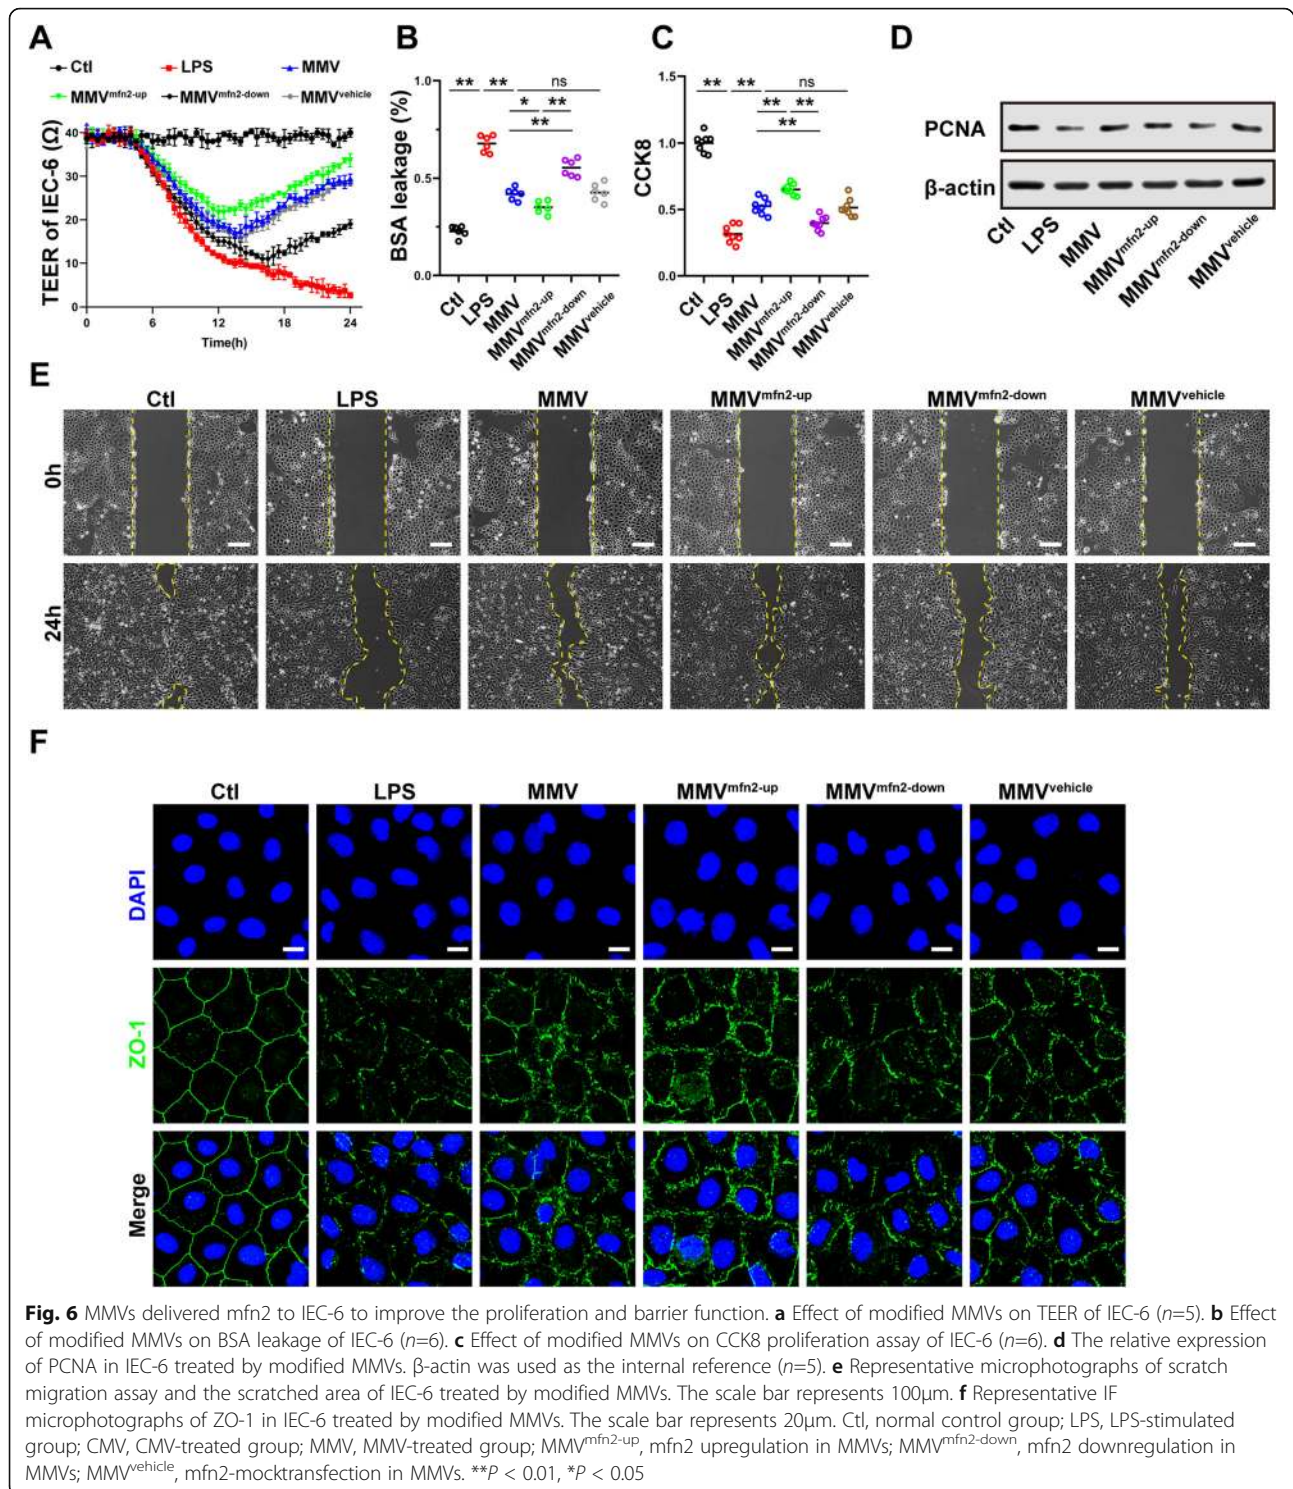 A
Ctl LPS MMV
MMVmfn2-up MMVmfn2-down MMVvehicle
TEER of IEC-6 (Ω)
40
30
20
10
0
0 6 12 18 24
Time(h)
B
BSA leakage (%)
1.0
0.5
0.0
** ** ns
* **
**
Ctl
LPS
MMV
MMVmfn2-up
MMVmfn2-down
MMVvehicle
C
CCK8
1.5
1.0
0.5
0.0
** ** ns
** **
**
Ctl
LPS
MMV
MMVmfn2-up
MMVmfn2-down
MMVvehicle
D
PCNA
β-actin
Ctl
LPS
MMV
MMVmfn2-up
MMVmfn2-down
MMVvehicle
E
Ctl LPS MMV MMVmfn2-up MMVmfn2-down MMVvehicle
0h
24h
F
Ctl LPS MMV MMVmfn2-up MMVmfn2-down MMVvehicle
DAPI
ZO-1
Merge
Fig. 6 MMVs delivered mfn2 to IEC-6 to improve the proliferation and barrier function. a Effect of modified MMVs on TEER of IEC-6 (n=5). b Effect
of modified MMVs on BSA leakage of IEC-6 (n=6). c Effect of modified MMVs on CCK8 proliferation assay of IEC-6 (n=6). d The relative expression
of PCNA in IEC-6 treated by modified MMVs. β-actin was used as the internal reference (n=5). e Representative microphotographs of scratch
migration assay and the scratched area of IEC-6 treated by modified MMVs. The scale bar represents 100μm. f Representative IF
microphotographs of ZO-1 in IEC-6 treated by modified MMVs. The scale bar represents 20μm. Ctl, normal control group; LPS, LPS-stimulated
group; CMV, CMV-treated group; MMV, MMV-treated group; MMVmfn2-up, mfn2 upregulation in MMVs; MMVmfn2-down, mfn2 downregulation in
MMVs; MMVvehicle, mfn2-mocktransfection in MMVs. **P < 0.01, *P < 0.05